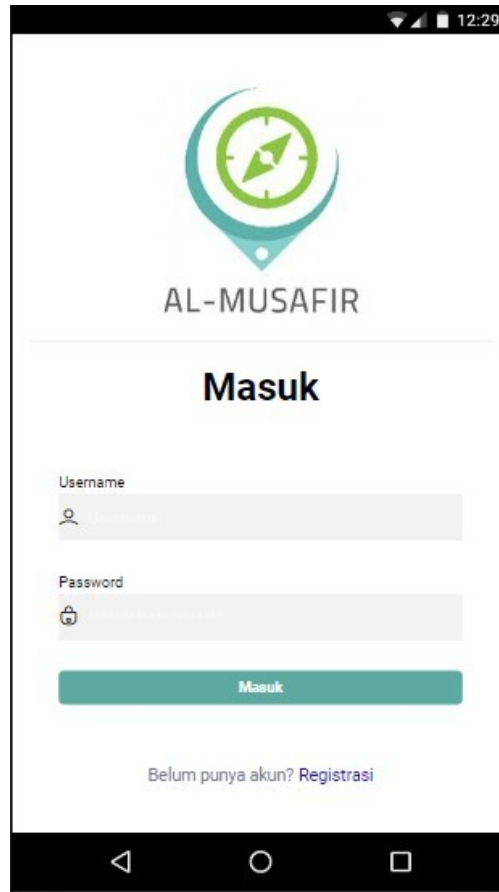 12:29
AL-MUSAFIR
Masuk
Username
Password
Masuk
Belum punya akun? Registrasi